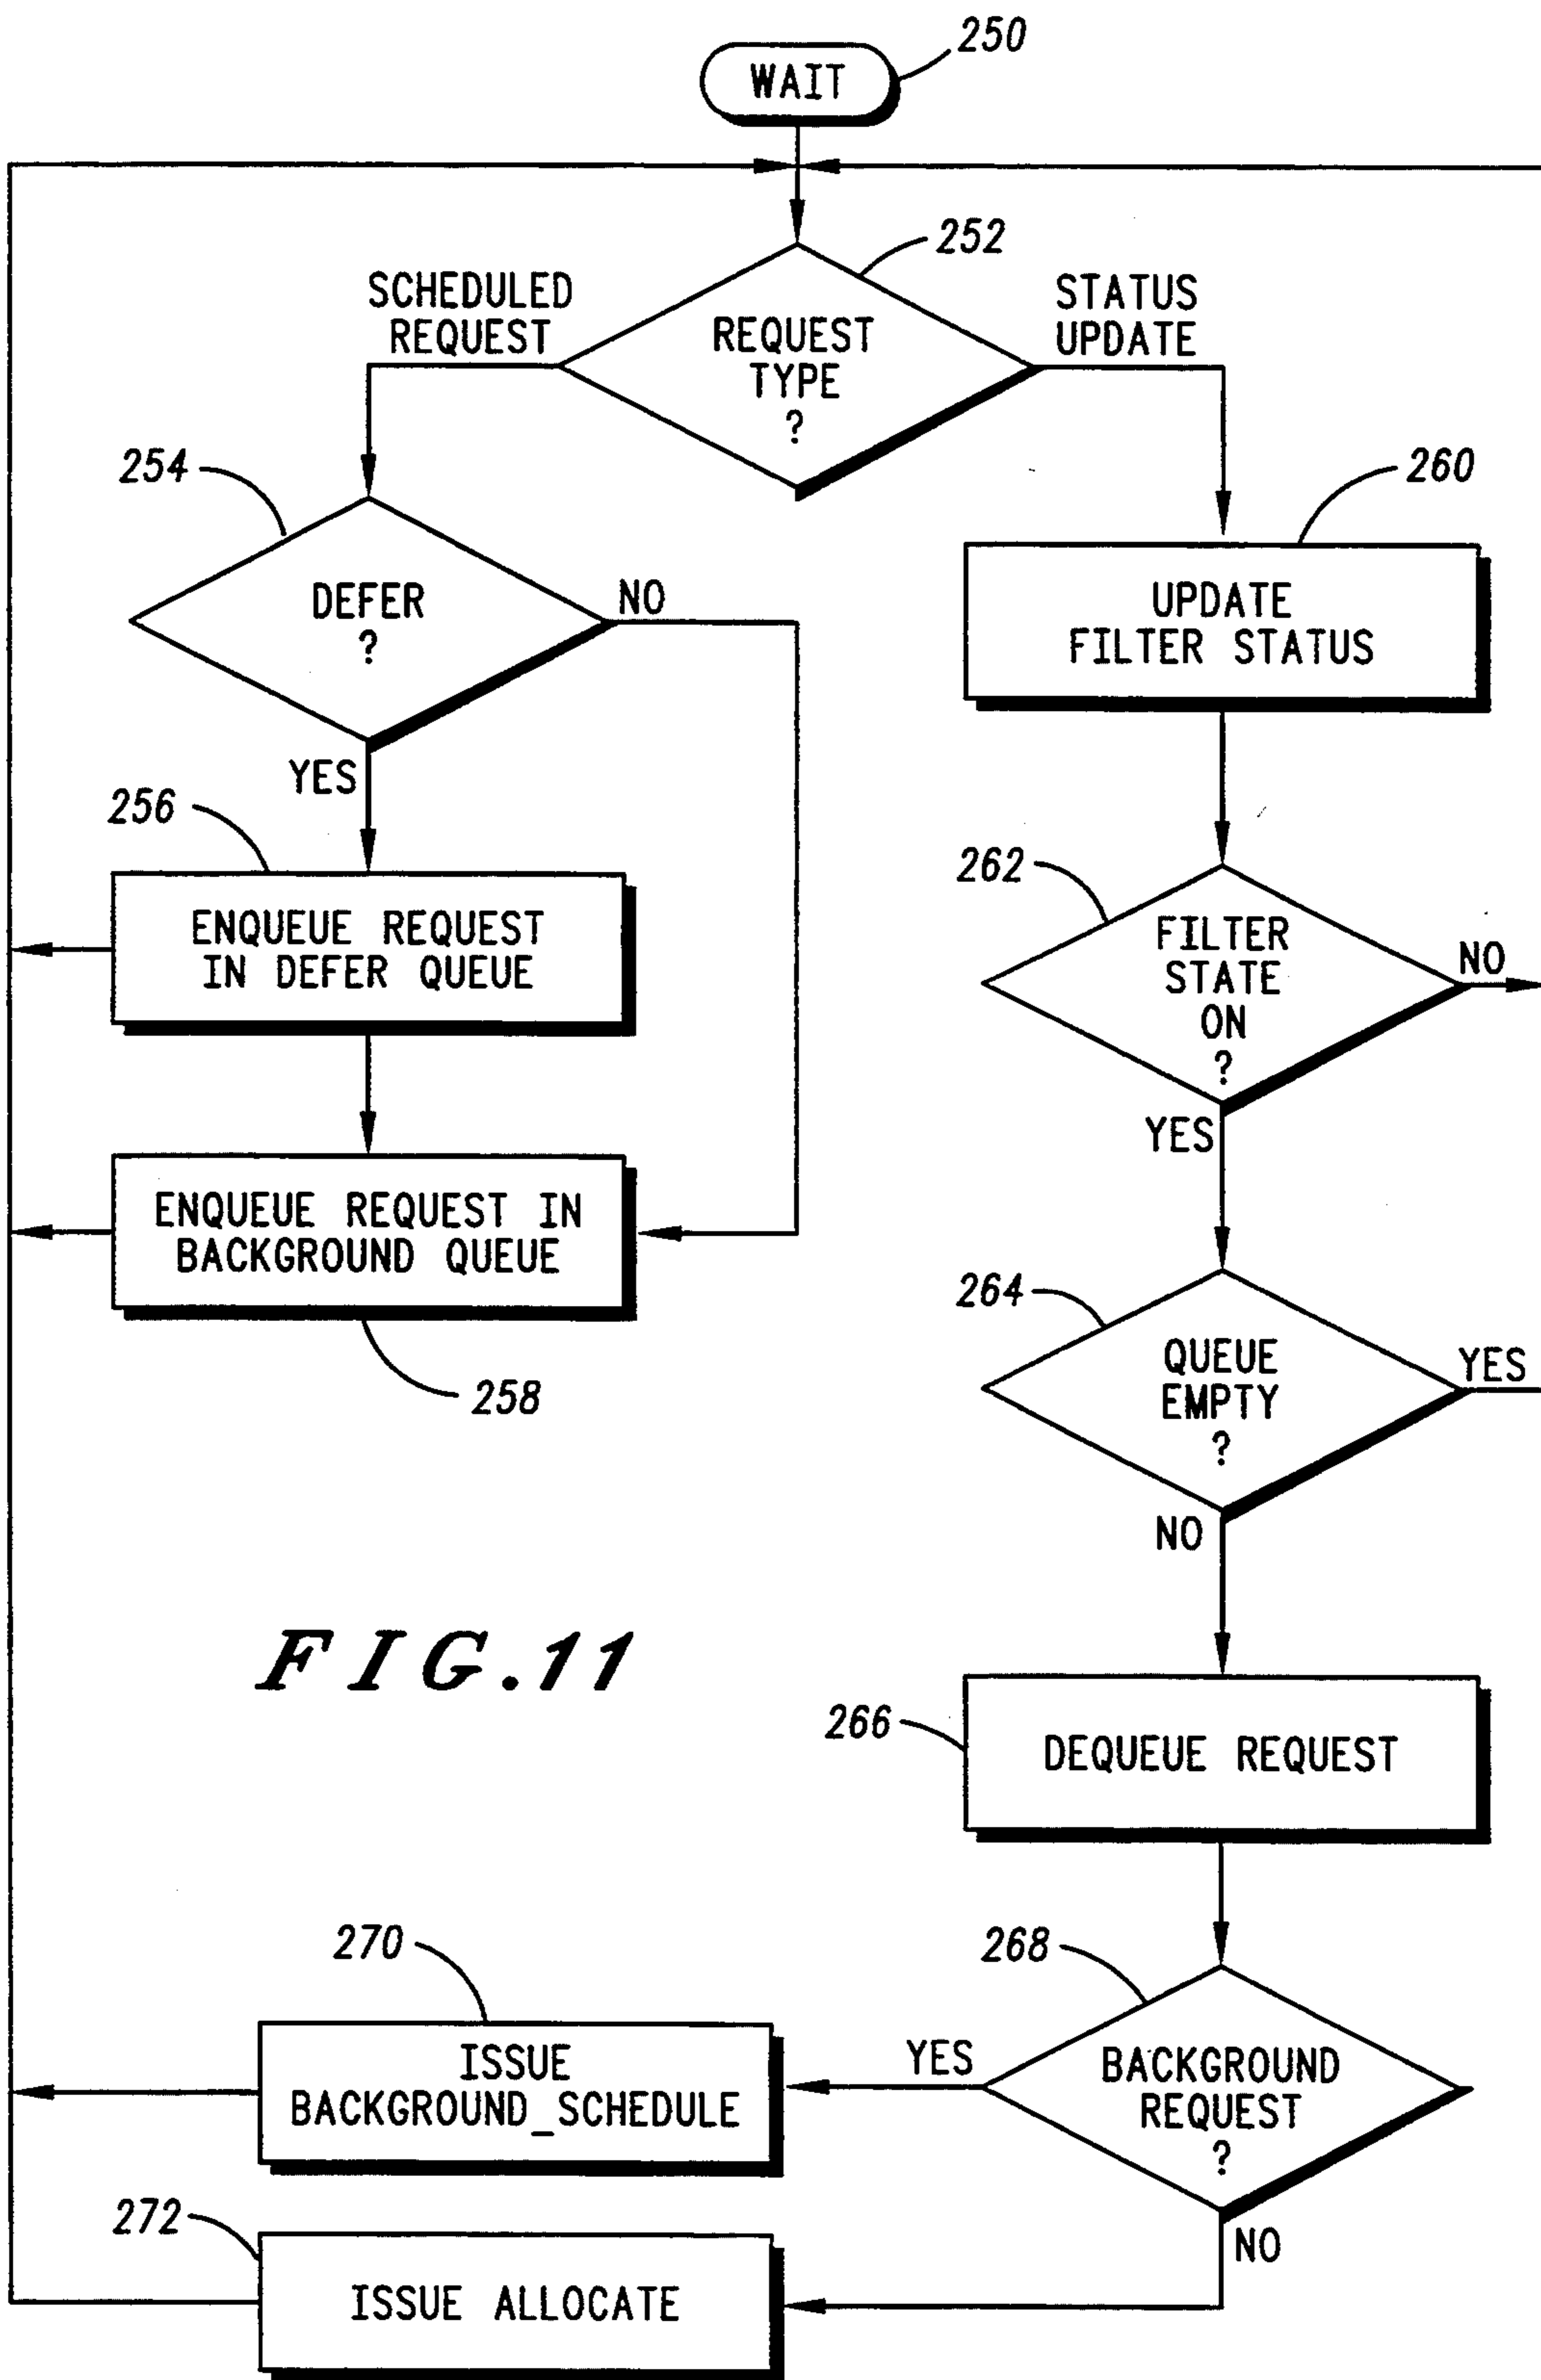 250
WAIT
252
SCHEDULED
REQUEST
REQUEST
TYPE
?
STATUS
UPDATE
254
DEFER
?
NO
YES
260
UPDATE
FILTER STATUS
256
ENQUEUE REQUEST
IN DEFER QUEUE
262
FILTER
STATE
ON
?
NO
YES
ENQUEUE REQUEST IN
BACKGROUND QUEUE
258
264
QUEUE
EMPTY
?
YES
NO
FIG.11
266
DEQUEUE REQUEST
268
BACKGROUND
REQUEST
?
YES
NO
270
ISSUE
BACKGROUND_SCHEDULE
272
ISSUE ALLOCATE